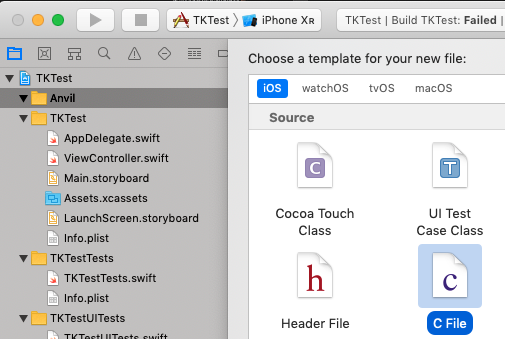 TKTest
iPhone XR
TKTest | Build TKTest: Failed |
Choose a template for your new file:
iOS
watchOS
tvOS
macOS
TKTest
Anvil
TKTest
AppDelegate.swift
ViewController.swift
Main.storyboard
Assets.xcassets
LaunchScreen.storyboard
Info.plist
TKTestTests
TKTestTests.swift
Info.plist
TKTestUITests
TKTestUITests.swift
Source
C
Cocoa Touch
Class
T
UI Test
Case Class
h
Header File
c
C File